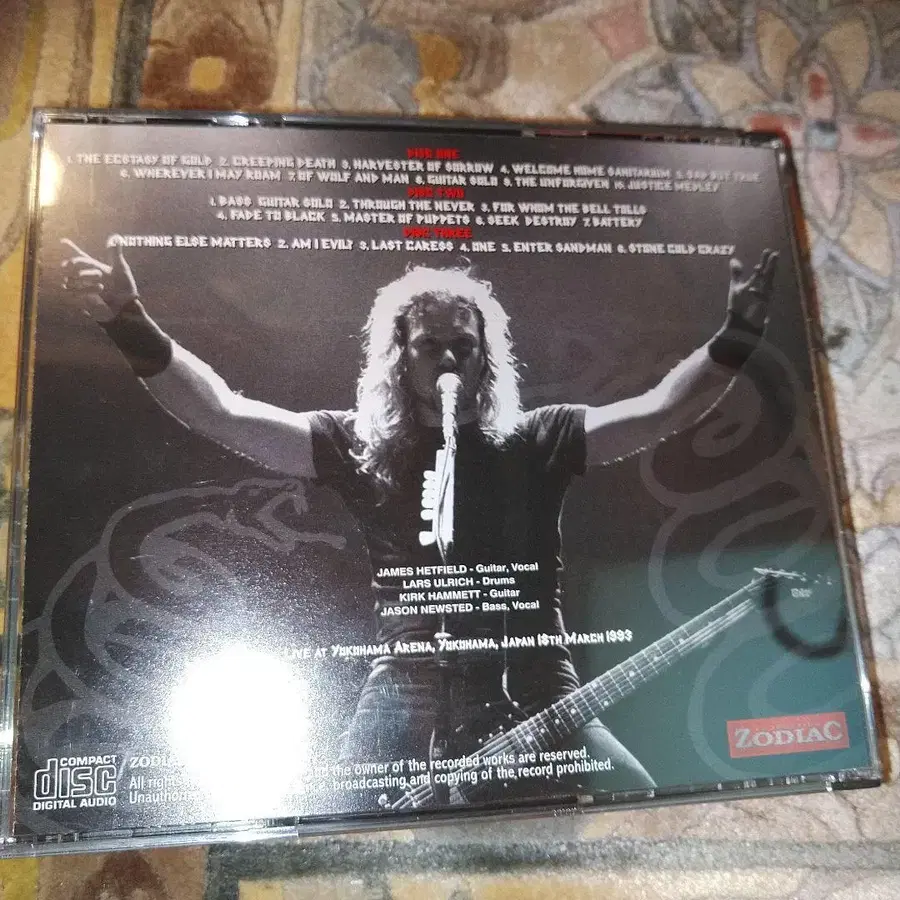 DISC ONE
1. THE ECSTASY OF GOLD 2. CREEPING DEATH 3. HARVESTER OF SORROW 4. WELCOME HOME SANITARIUM 5. SAD BUT TRUE
6. WHEREVER I MAY ROAM 7. OF WOLF AND MAN 8. GUITAR SOLO 9. THE UNFORGIVEN 10. JUSTICE MEDLEY
DISC TWO
1. BASS GUITAR SOLO 2. THROUGH THE NEVER 3. FOR WHOM THE BELL TOLLS
4. FADE TO BLACK 5. MASTER OF PUPPETS 6. SEEK DESTROY 7. BATTERY
DISC THREE
NOTHING ELSE MATTERS 2. AM I EVIL? 3. LAST CARESS 4. ONE 5. ENTER SANDMAN 6. STONE COLD CRAZY
JAMES HETFIELD - Guitar, Vocal
LARS ULRICH - Drums
KIRK HAMMETT - Guitar
JASON NEWSTED - Bass, Vocal
LIVE AT YOKOHAMA ARENA, YOKOHAMA, JAPAN 18TH MARCH 1993
ZODIAC
COMPACT
disc
DIGITAL AUDIO
All rights and the owner of the recorded works are reserved.
broadcasting and copying of the record prohibited.